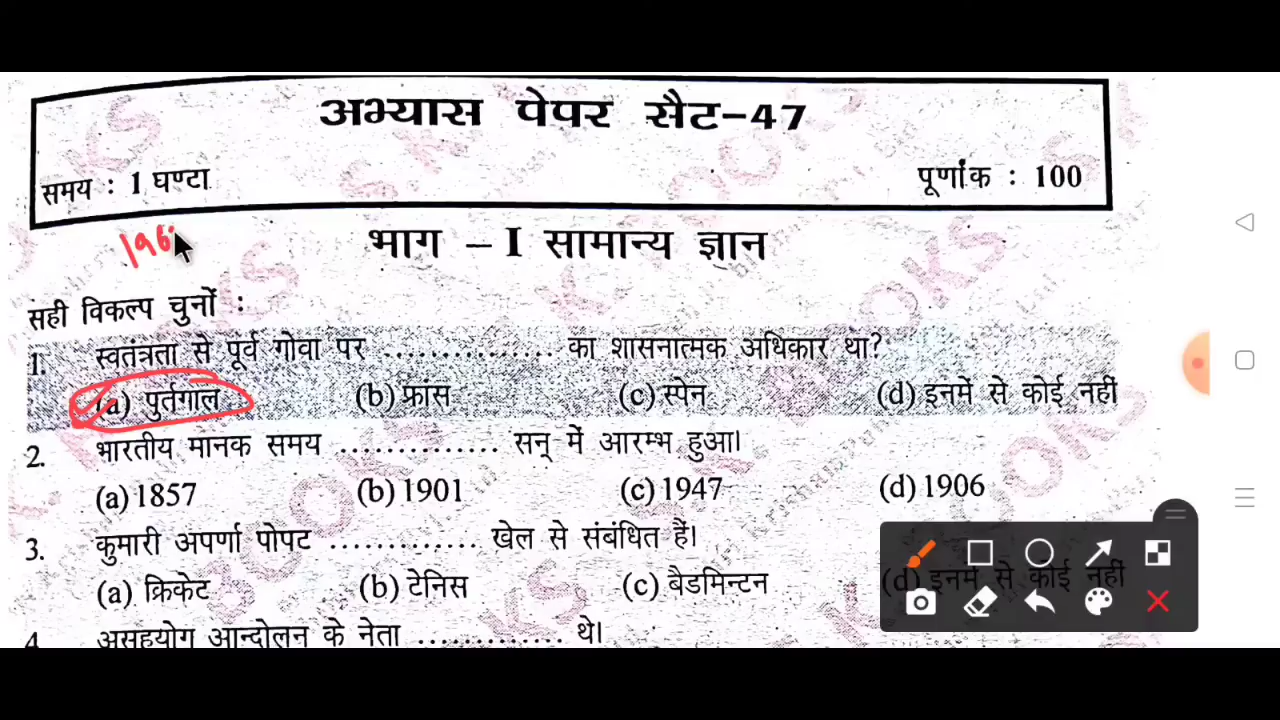 अभ्यास पेपर सैट-47
समय : 1 घण्टा पूर्णांक : 100
भाग - I सामान्य ज्ञान
सही विकल्प चुनों :
1. स्वतंत्रता से पूर्व गोवा पर ................ का शासनात्मक अधिकार था?
(a) पुर्तगाल (b) फ्रांस (c) स्पेन (d) इनमें से कोई नहीं
2. भारतीय मानक समय .............. सन् में आरम्भ हुआ।
(a) 1857 (b) 1901 (c) 1947 (d) 1906
3. कुमारी अपर्णा पोपट ............. खेल से संबंधित हैं।
(a) क्रिकेट (b) टेनिस (c) बैडमिन्टन (d) इनमें से कोई नहीं
4. असहयोग आन्दोलन के नेता ............. थे।